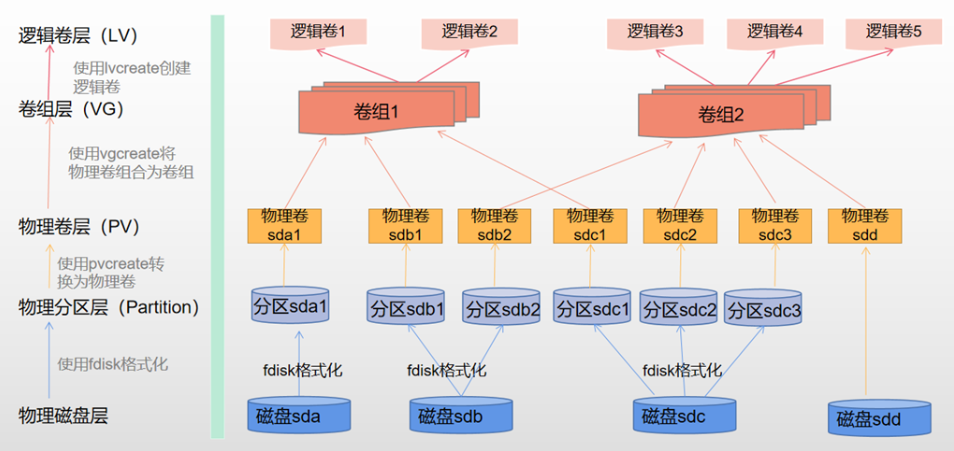 逻辑卷层（LV）
使用lvcreate创建
逻辑卷
卷组层（VG）
使用vgcreate将
物理卷组合为卷组
物理卷层（PV）
使用pvcreate转
换为物理卷
物理分区层（Partition）
使用fdisk格式化
物理磁盘层
逻辑卷1
逻辑卷2
逻辑卷3
逻辑卷4
逻辑卷5
卷组1
卷组2
物理卷
sda1
物理卷
sdb1
物理卷
sdb2
物理卷
sdc1
物理卷
sdc2
物理卷
sdc3
物理卷
sdd
分区sda1
分区sdb1
分区sdb2
分区sdc1
分区sdc2
分区sdc3
fdisk格式化
fdisk格式化
fdisk格式化
磁盘sda
磁盘sdb
磁盘sdc
磁盘sdd